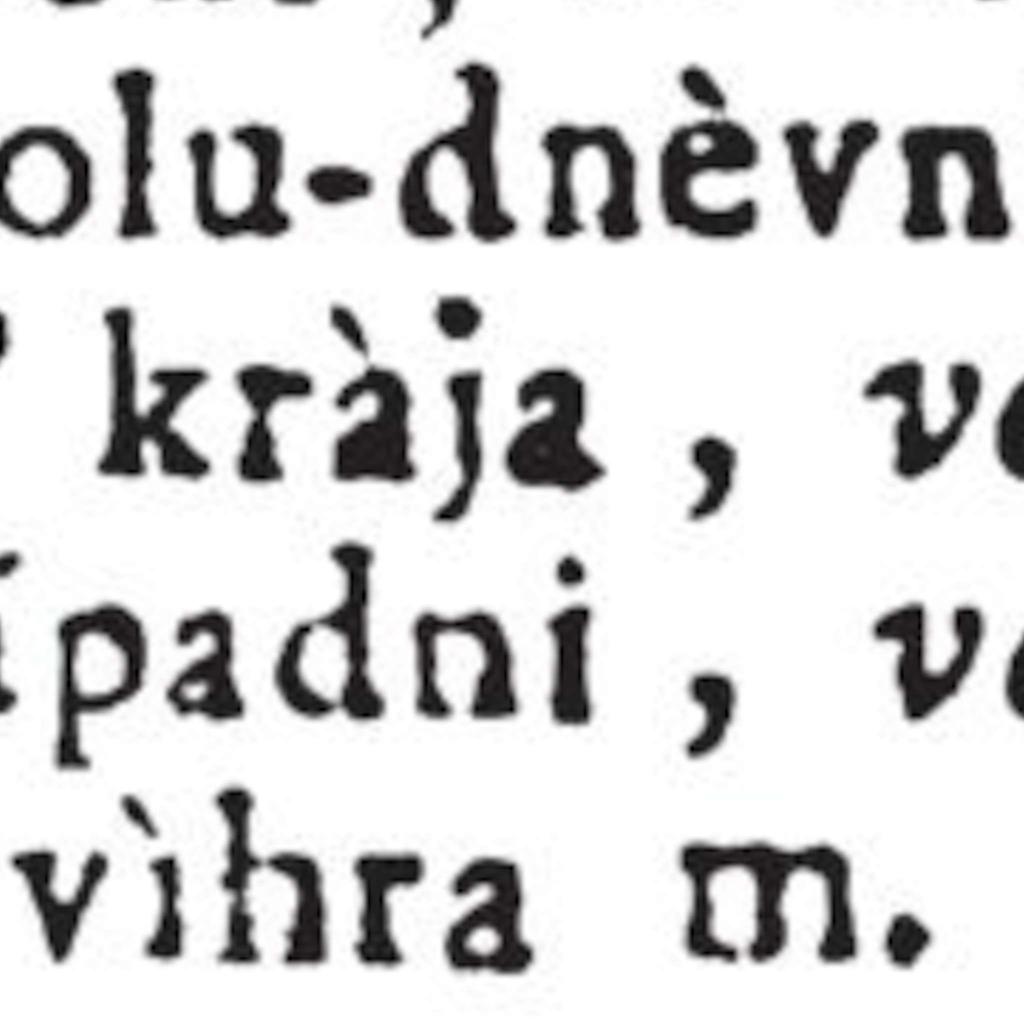 olu-dnèvn
kràja ,
padni ,
vìhra m.